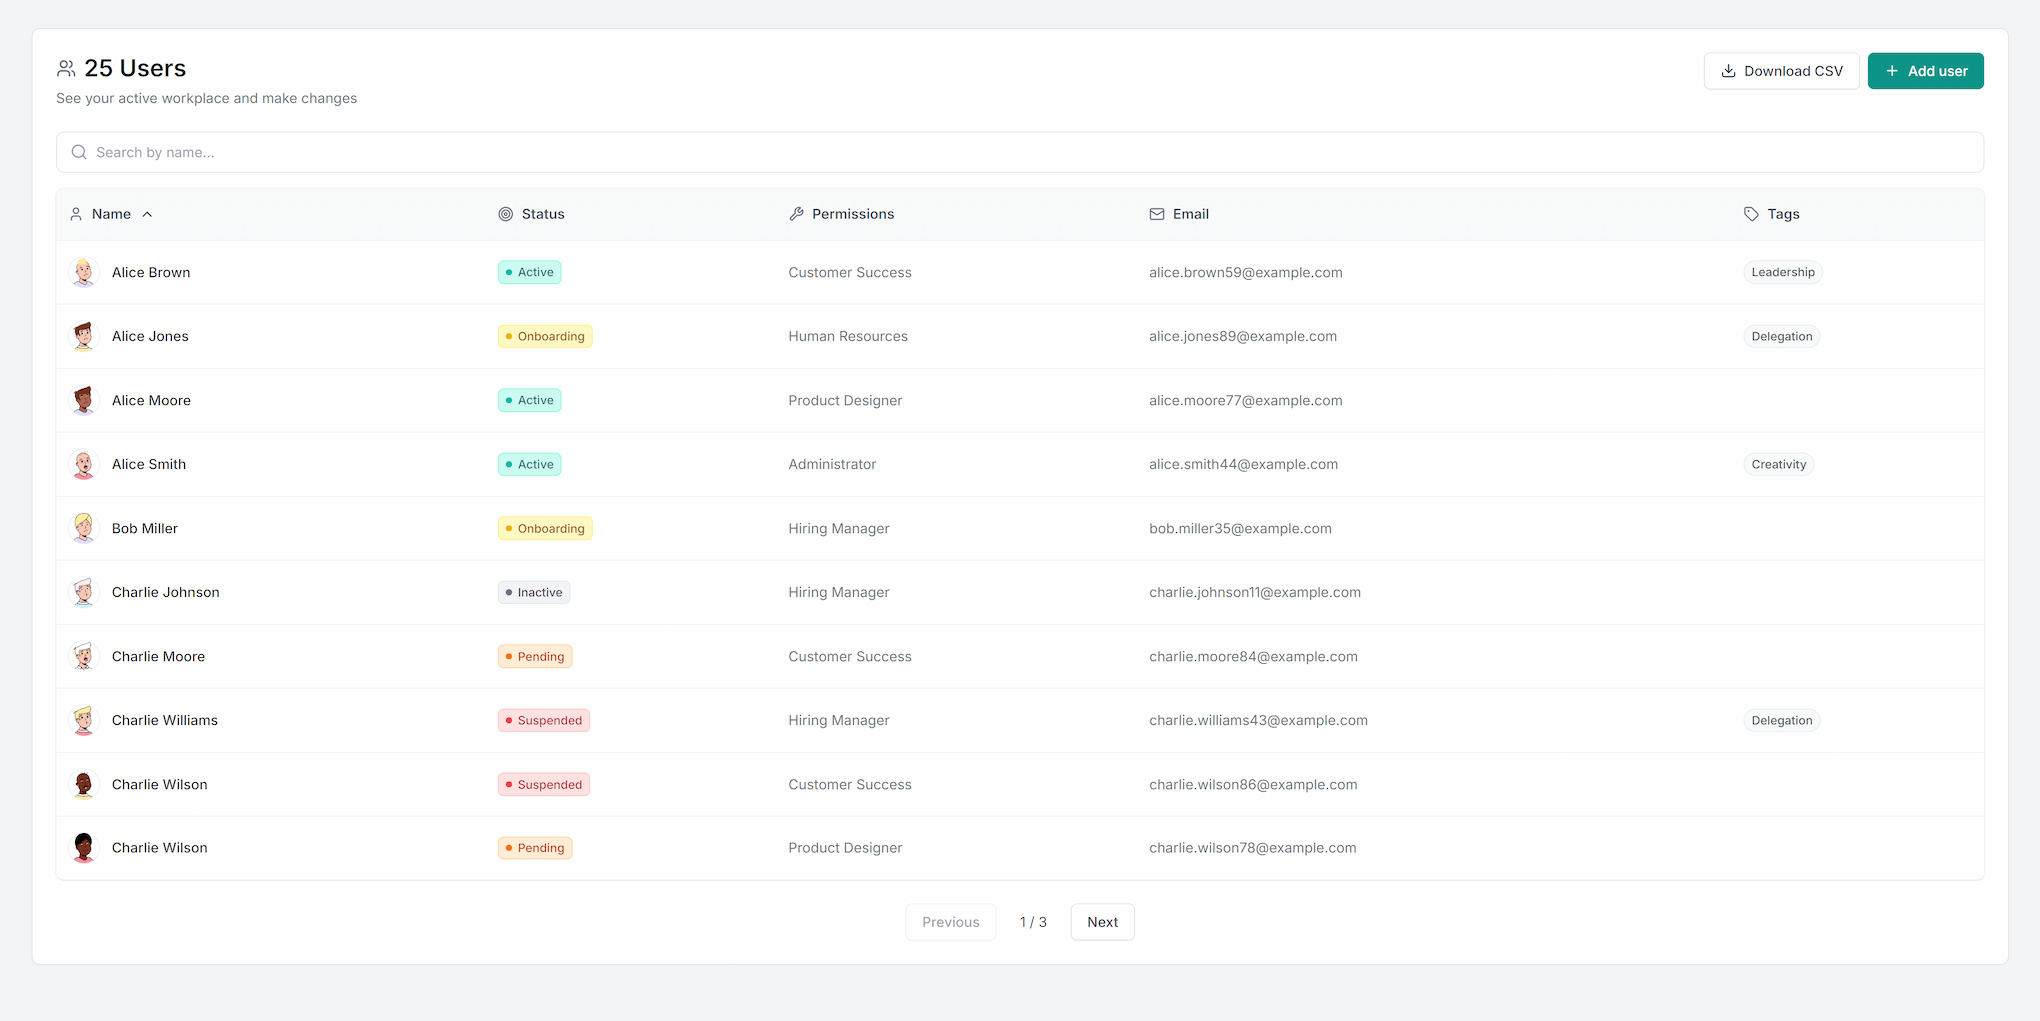 25 Users
See your active workplace and make changes
Download CSV
Add user
Search by name...
Name Status Permissions Email Tags
Alice Brown Active Customer Success alice.brown59@example.com Leadership
Alice Jones Onboarding Human Resources alice.jones89@example.com Delegation
Alice Moore Active Product Designer alice.moore77@example.com
Alice Smith Active Administrator alice.smith44@example.com Creativity
Bob Miller Onboarding Hiring Manager bob.miller35@example.com
Charlie Johnson Inactive Hiring Manager charlie.johnson11@example.com
Charlie Moore Pending Customer Success charlie.moore84@example.com
Charlie Williams Suspended Hiring Manager charlie.williams43@example.com Delegation
Charlie Wilson Suspended Customer Success charlie.wilson86@example.com
Charlie Wilson Pending Product Designer charlie.wilson78@example.com
Previous 1 / 3 Next